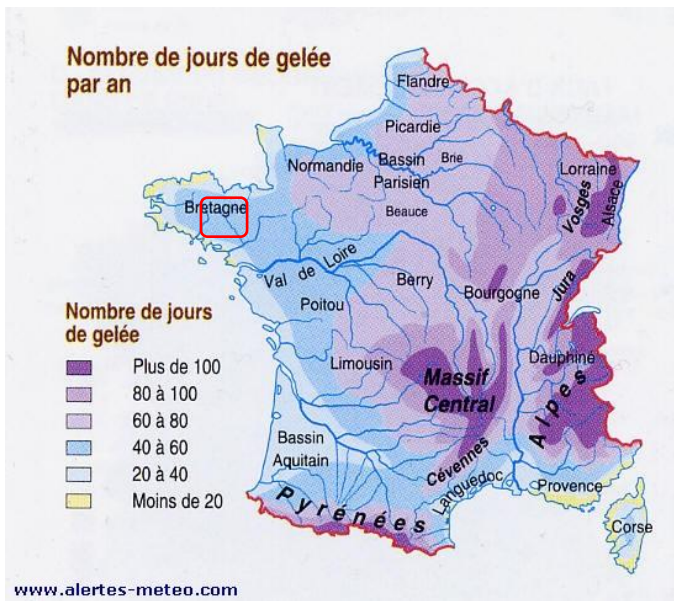 Nombre de jours de gelée
par an
Flandre
Picardie
Normandie
Bassin
Parisien
Brie
Lorraine
Vosges
Alsace
Bretagne
Beauce
Val de Loire
Berry
Bourgogne
Jura
Poitou
Nombre de jours
de gelée
Plus de 100
80 à 100
60 à 80
40 à 60
20 à 40
Moins de 20
Limousin
Massif
Central
Dauphiné
Alpes
Bassin
Aquitain
Cévennes
Languedoc
Provence
Pyrénées
Corse
www.alertes-meteo.com